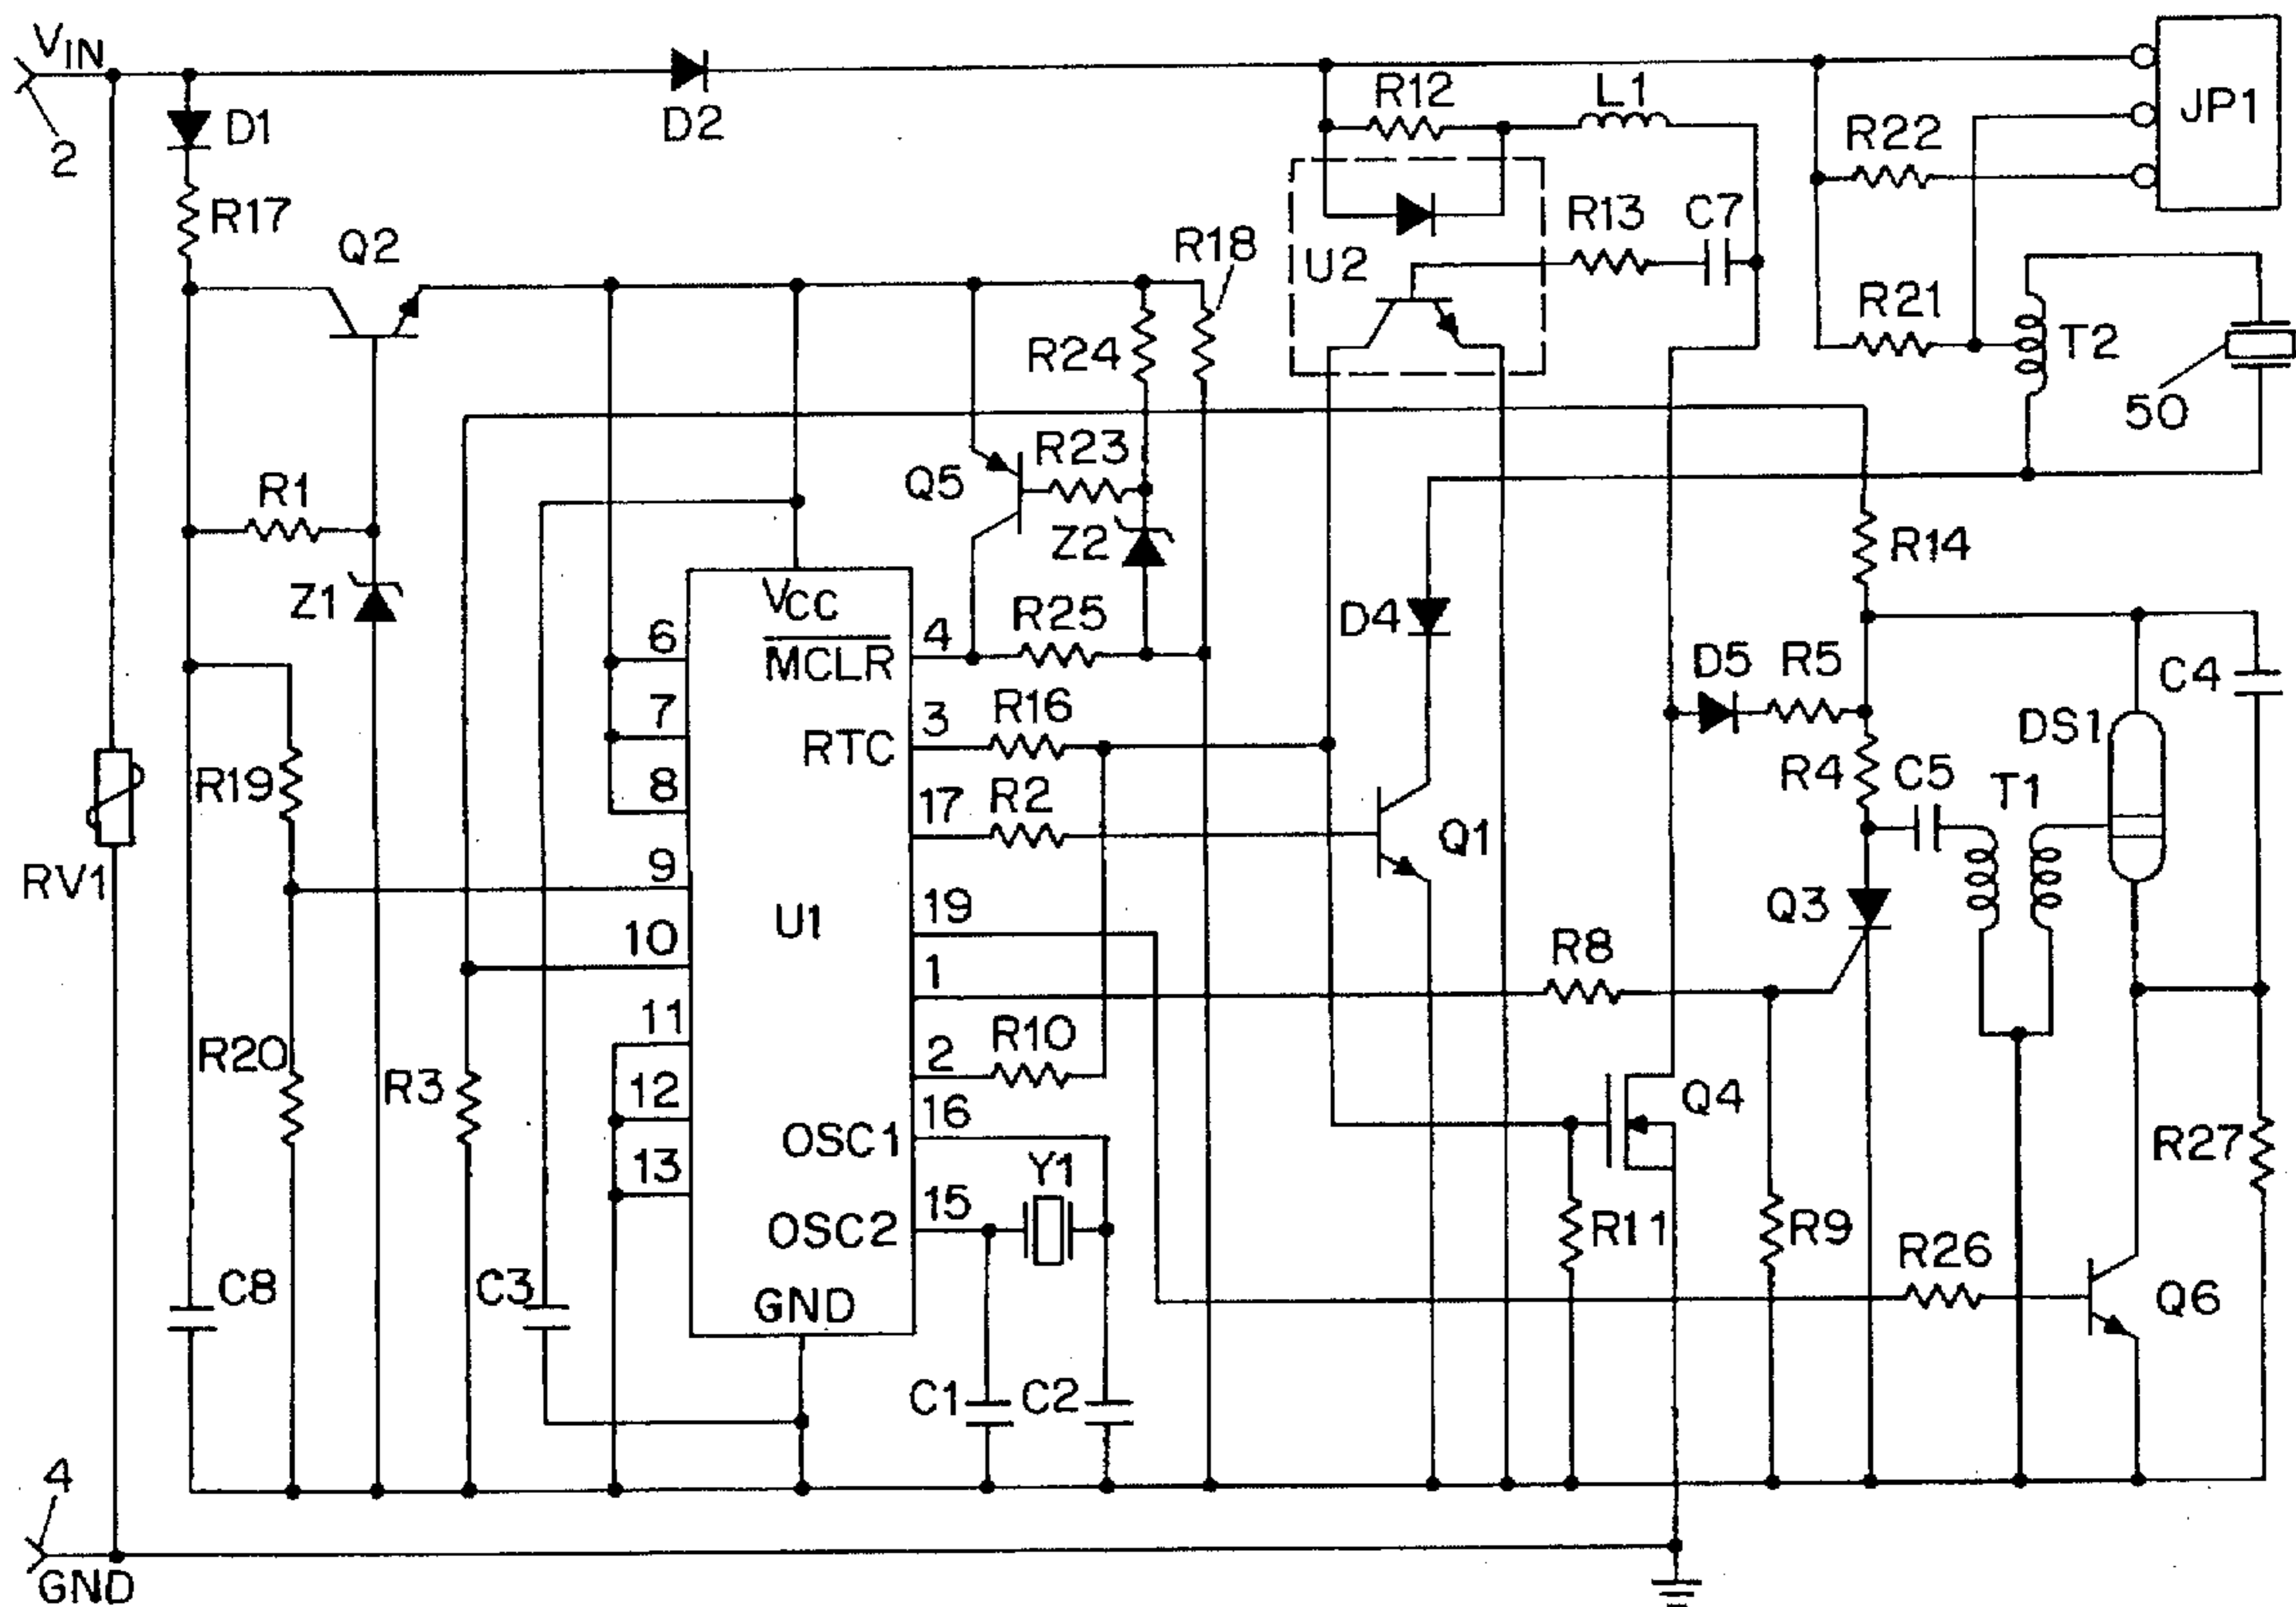 VIN
2
D1
D2
R12
L1
JP1
R22
R17
Q2
R13
C7
R18
U2
R21
T2
R24
50
R23
Q5
R1
Z2
R14
Z1
VCC
D4
6
MCLR
4
R25
D5
R5
C4
7
RTC
3
R16
DS1
R19
8
17
R2
R4
C5
T1
Q1
RV1
9
19
Q3
U1
10
R8
1
11
R10
R20
2
R3
12
Q4
16
OSC1
13
Y1
R27
OSC2
15
R11
R9
R26
C8
C3
GND
Q6
C1
C2
4
GND